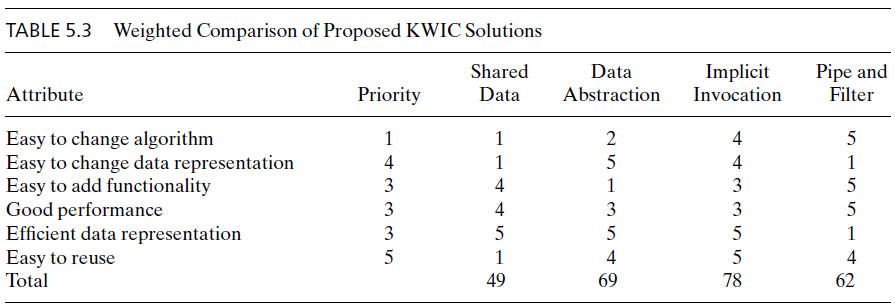 TABLE 5.3 Weighted Comparison of Proposed KWIC Solutions
Shared Data Implicit Pipe and
Attribute Priority Data Abstraction Invocation Filter
Easy to change algorithm 1 1 2 4 5
Easy to change data representation 4 1 5 4 1
Easy to add functionality 3 4 1 3 5
Good performance 3 4 3 3 5
Efficient data representation 3 5 5 5 1
Easy to reuse 5 1 4 5 4
Total 49 69 78 62